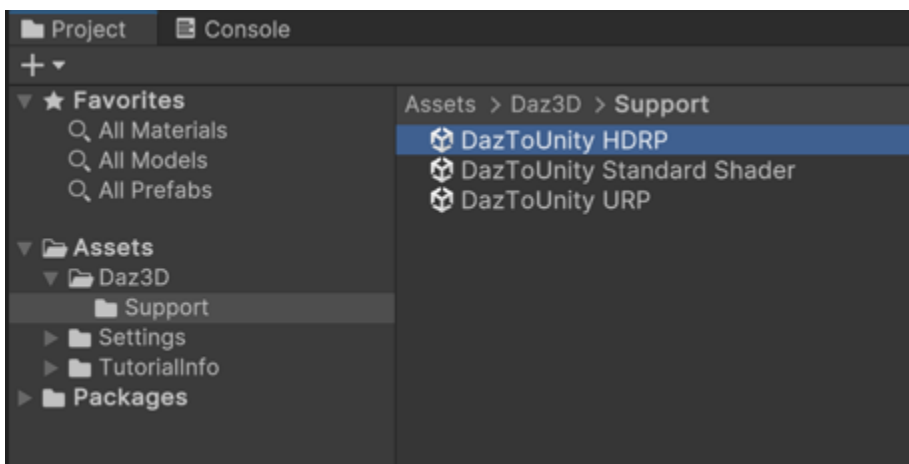 Project Console
Favorites
All Materials
All Models
All Prefabs
Assets
Daz3D
Support
Settings
TutorialInfo
Packages
Assets > Daz3D > Support
DazToUnity HDRP
DazToUnity Standard Shader
DazToUnity URP